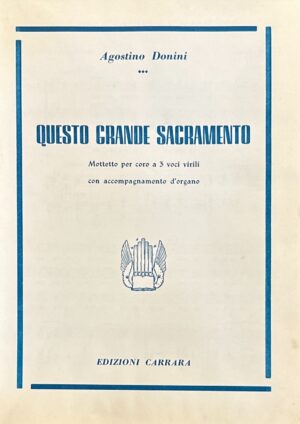 Agostino Donini
***
QUESTO GRANDE SACRAMENTO
Mottetto per coro a 3 voci virili
con accompagnamento d'organo
EDIZIONI CARRARA